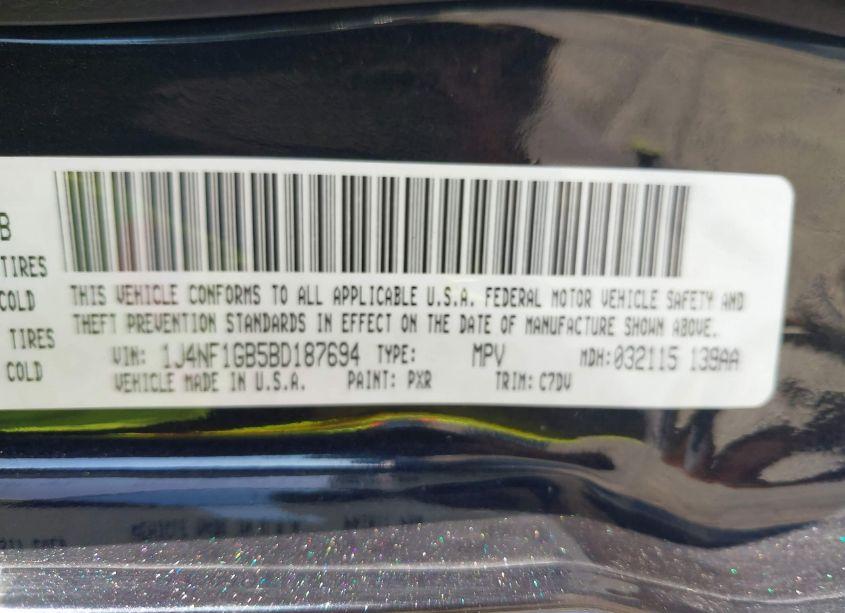 B
TIRES
COLD
TIRES
COLD
THIS VEHICLE CONFORMS TO ALL APPLICABLE U.S.A. FEDERAL MOTOR VEHICLE SAFETY AND
THEFT PREVENTION STANDARDS IN EFFECT ON THE DATE OF MANUFACTURE SHOWN ABOVE.
VIN: 1J4NF1GB5BD187694 TYPE: MPV MDH:032115 139AA
VEHICLE MADE IN U.S.A. PAINT: PXR TRIM: C7DV